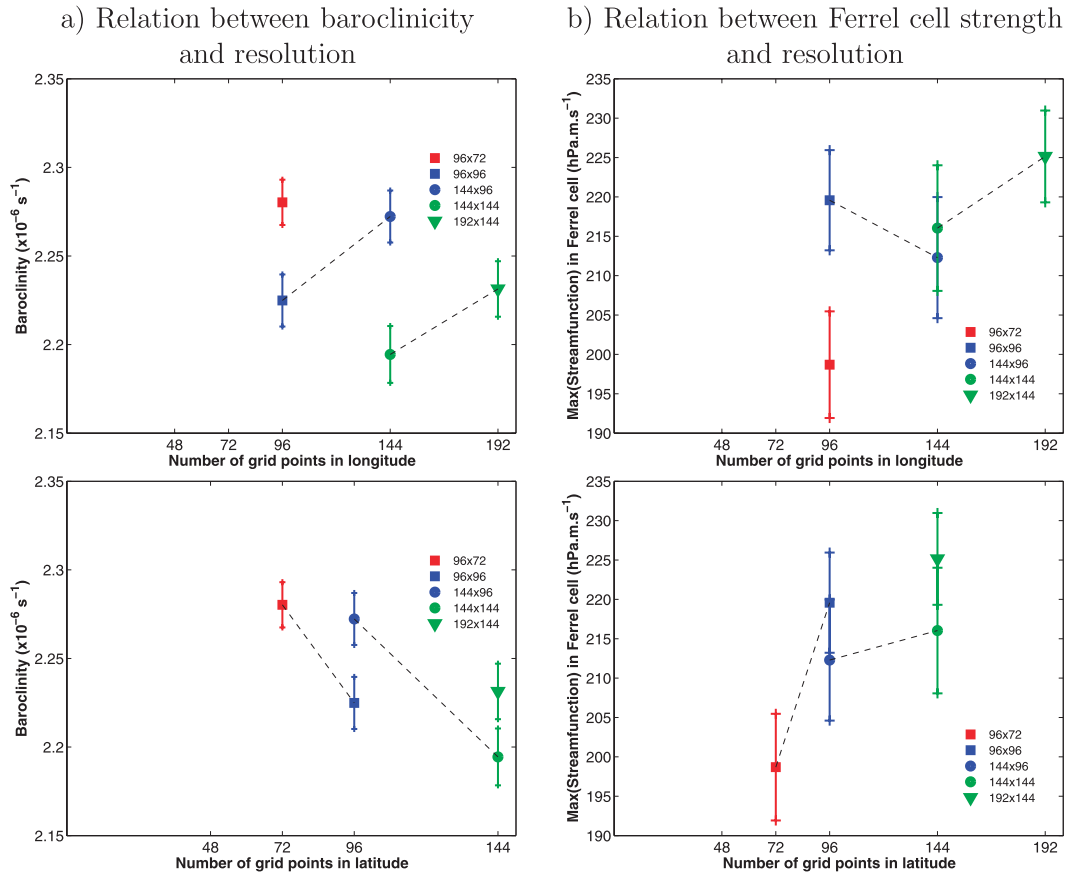 a) Relation between baroclinicity
and resolution
2.35
2.3
2.25
2.2
2.15
Baroclinity (x10⁻⁶ s⁻¹)
96x72
96x96
144x96
144x144
192x144
48 72 96 144 192
Number of grid points in longitude
b) Relation between Ferrel cell strength
and resolution
235
230
225
220
215
210
205
200
195
190
Max(Streamfunction) in Ferrel cell (hPa.m.s⁻¹)
96x72
96x96
144x96
144x144
192x144
48 72 96 144 192
Number of grid points in longitude
2.35
2.3
2.25
2.2
2.15
Baroclinity (x10⁻⁶ s⁻¹)
96x72
96x96
144x96
144x144
192x144
48 72 96 144
Number of grid points in latitude
235
230
225
220
215
210
205
200
195
190
Max(Streamfunction) in Ferrel cell (hPa.m.s⁻¹)
96x72
96x96
144x96
144x144
192x144
48 72 96 144 192
Number of grid points in latitude